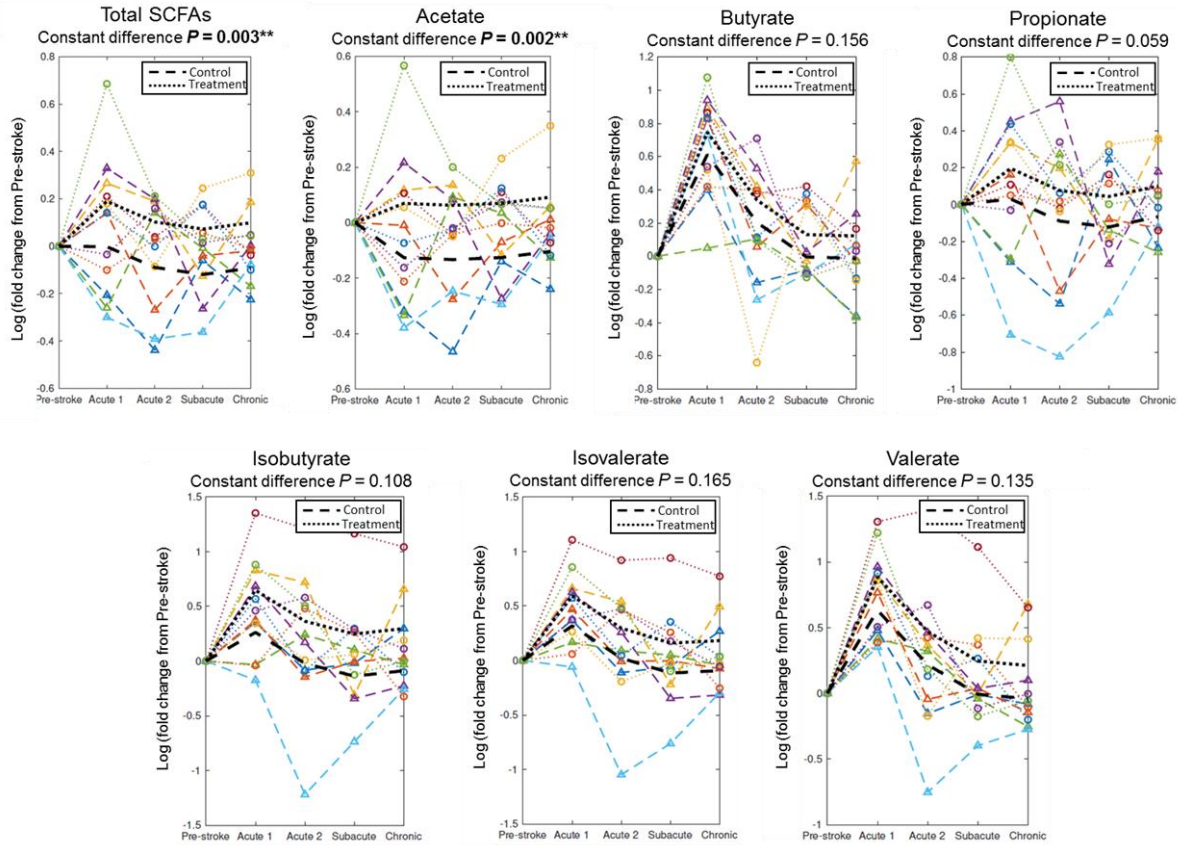 Total SCFAs
Constant difference P = 0.003**
Log (fold change from Pre-stroke)
0.8
0.6
0.4
0.2
0
-0.2
-0.4
-0.6
Control
Treatment
Pre-stroke Acute 1 Acute 2 Subacute Chronic
Acetate
Constant difference P = 0.002**
Log (fold change from Pre-stroke)
0.6
0.4
0.2
0
-0.2
-0.4
-0.6
Control
Treatment
Pre-stroke Acute 1 Acute 2 Subacute Chronic
Butyrate
Constant difference P = 0.156
Log (fold change from Pre-stroke)
1.2
1
0.8
0.6
0.4
0.2
0
-0.2
-0.4
-0.6
-0.8
Control
Treatment
Pre-stroke Acute 1 Acute 2 Subacute Chronic
Propionate
Constant difference P = 0.059
Log (fold change from Pre-stroke)
0.8
0.6
0.4
0.2
0
-0.2
-0.4
-0.6
-0.8
-1
Control
Treatment
Pre-stroke Acute 1 Acute 2 Subacute Chronic
Isobutyrate
Constant difference P = 0.108
Log (fold change from Pre-stroke)
1.5
1
0.5
0
-0.5
-1
-1.5
Control
Treatment
Pre-stroke Acute 1 Acute 2 Subacute Chronic
Isovalerate
Constant difference P = 0.165
Log (fold change from Pre-stroke)
1.5
1
0.5
0
-0.5
-1
-1.5
Control
Treatment
Pre-stroke Acute 1 Acute 2 Subacute Chronic
Valerate
Constant difference P = 0.135
Log (fold change from Pre-stroke)
1.5
1
0.5
0
-0.5
-1
Control
Treatment
Pre-stroke Acute 1 Acute 2 Subacute Chronic